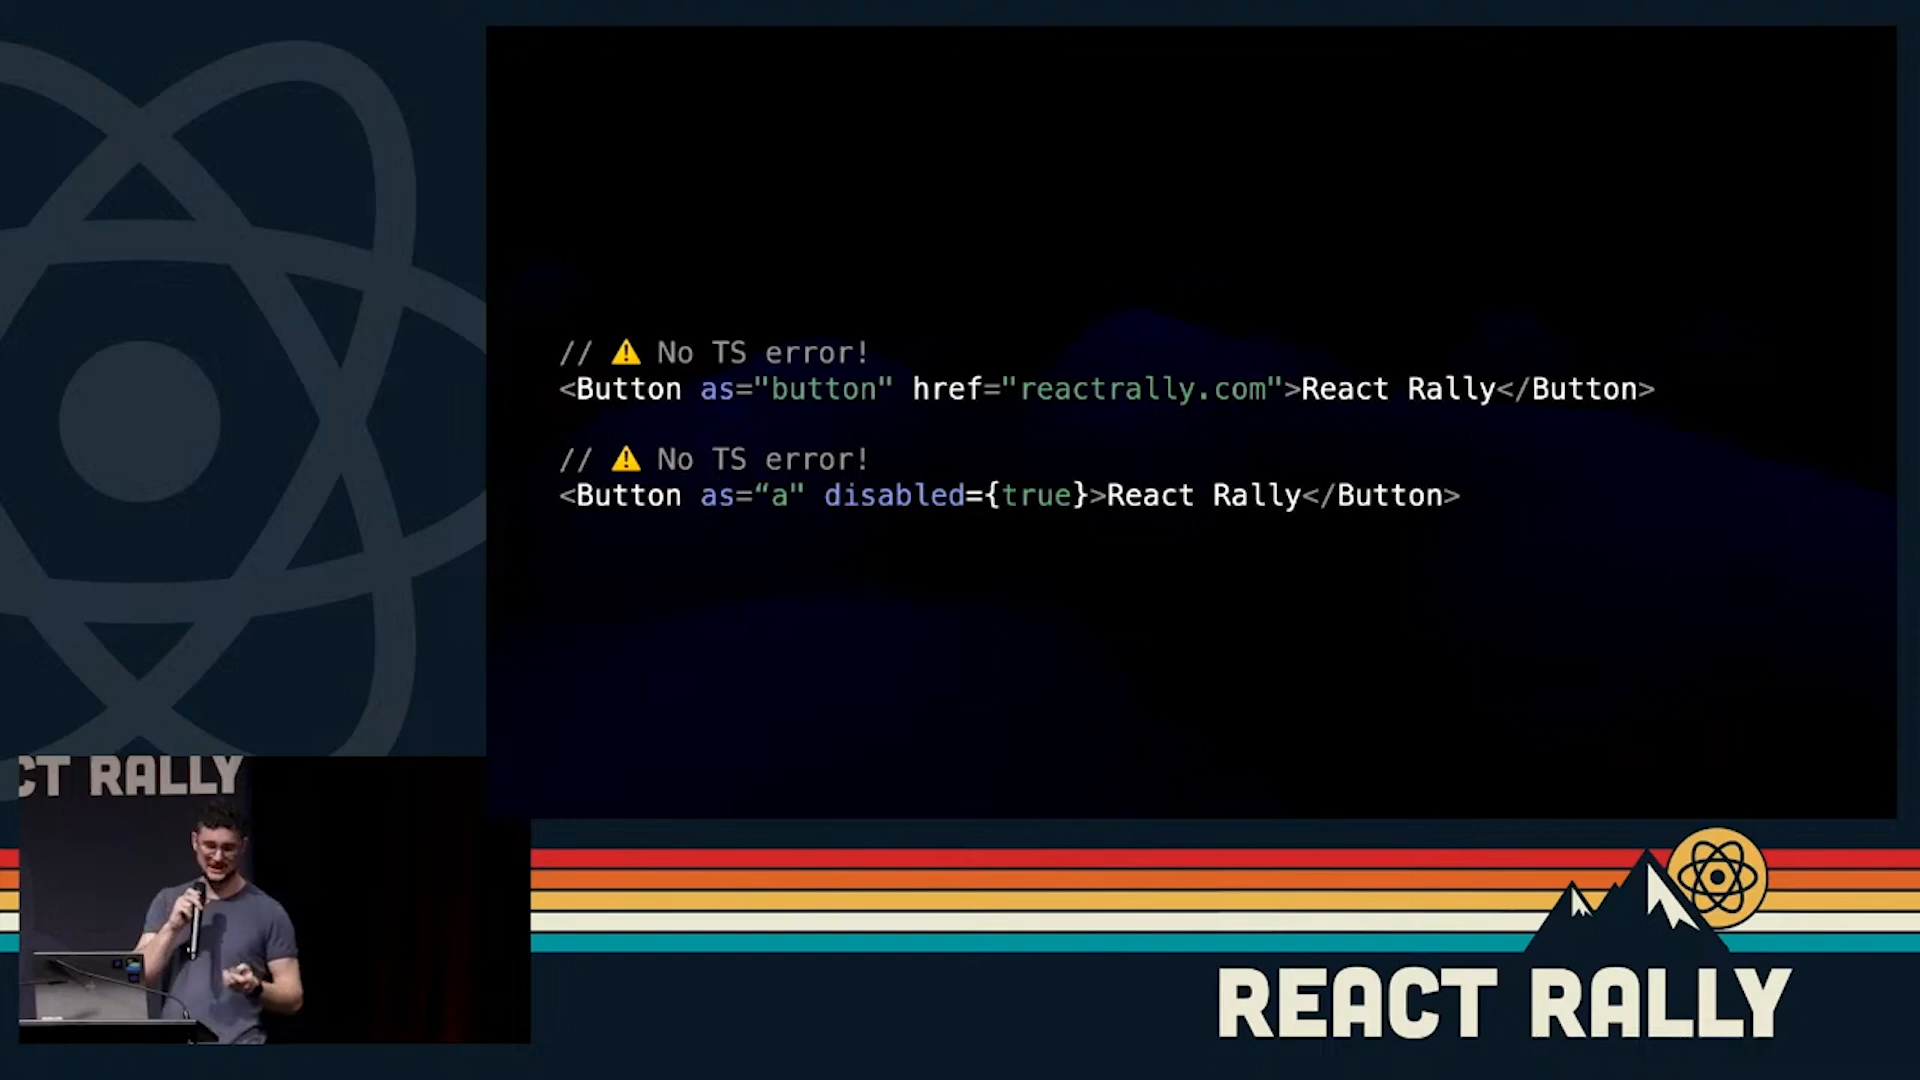 // ⚠️ No TS error!
<Button as="button" href="reactrally.com">React Rally</Button>
// ⚠️ No TS error!
<Button as=“a" disabled={true}>React Rally</Button>
CT RALLY
REACT RALLY